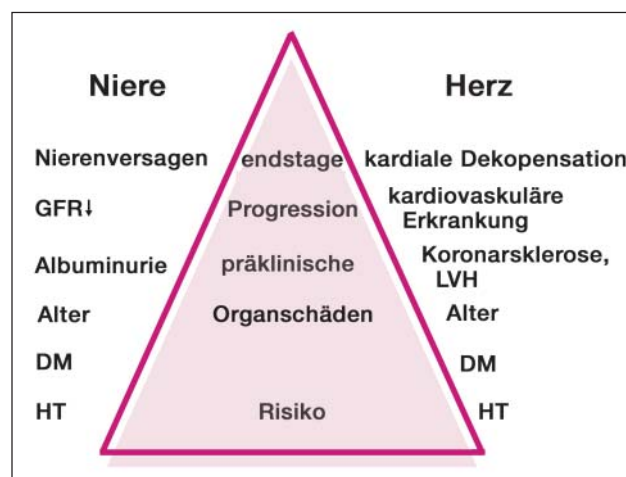 Niere Herz
Nierenversagen endstage kardiale Dekopensation
GFR↓ Progression kardiovaskuläre
Erkrankung
Albuminurie präklinische Koronarsklerose,
LVH
Alter Organschäden Alter
DM DM
HT Risiko HT